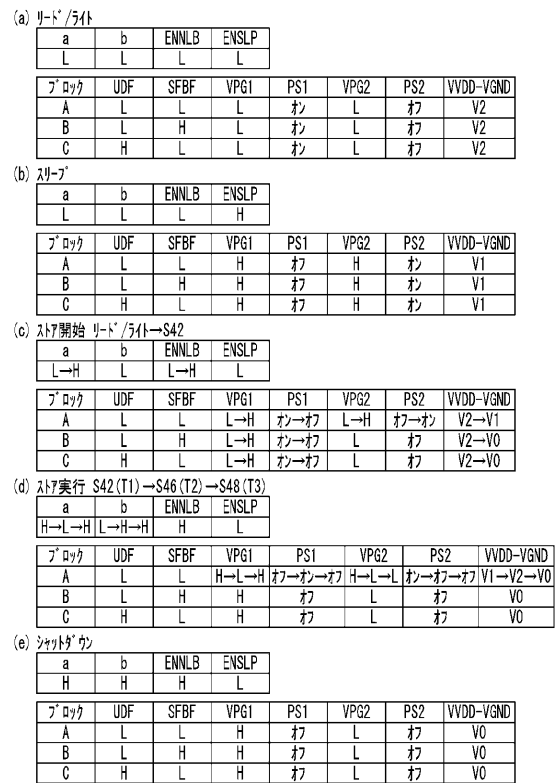 (a) ﾘｰﾄﾞ/ﾗｲﾄ
a b ENNLB ENSLP
L L L L
ﾌﾞﾛｯｸ UDF SFBF VPG1 PS1 VPG2 PS2 VVDD-VGND
A L L L ｵﾝ L ｵﾌ V2
B L H L ｵﾝ L ｵﾌ V2
C H L L ｵﾝ L ｵﾌ V2
(b) ｽﾘｰﾌﾟ
a b ENNLB ENSLP
L L L H
ﾌﾞﾛｯｸ UDF SFBF VPG1 PS1 VPG2 PS2 VVDD-VGND
A L L H ｵﾌ H ｵﾝ V1
B L H H ｵﾌ H ｵﾝ V1
C H L H ｵﾌ H ｵﾝ V1
(c) ｽﾄｱ開始 ﾘｰﾄﾞ/ﾗｲﾄ→S42
a b ENNLB ENSLP
L→H L L→H L
ﾌﾞﾛｯｸ UDF SFBF VPG1 PS1 VPG2 PS2 VVDD-VGND
A L L L→H ｵﾝ→ｵﾌ L→H ｵﾌ→ｵﾝ V2→V1
B L H L→H ｵﾝ→ｵﾌ L ｵﾌ V2→V0
C H L L→H ｵﾝ→ｵﾌ L ｵﾌ V2→V0
(d) ｽﾄｱ実行 S42(T1)→S46(T2)→S48(T3)
a b ENNLB ENSLP
H→L→H L→H→H H L
ﾌﾞﾛｯｸ UDF SFBF VPG1 PS1 VPG2 PS2 VVDD-VGND
A L L H→L→H ｵﾌ→ｵﾝ→ｵﾌ H→L→L ｵﾝ→ｵﾌ→ｵﾌ V1→V2→V0
B L H H ｵﾌ L ｵﾌ V0
C H L H ｵﾌ L ｵﾌ V0
(e) ｼｬｯﾄﾀﾞｳﾝ
a b ENNLB ENSLP
H H H L
ﾌﾞﾛｯｸ UDF SFBF VPG1 PS1 VPG2 PS2 VVDD-VGND
A L L H ｵﾌ L ｵﾌ V0
B L H H ｵﾌ L ｵﾌ V0
C H L H ｵﾌ L ｵﾌ V0